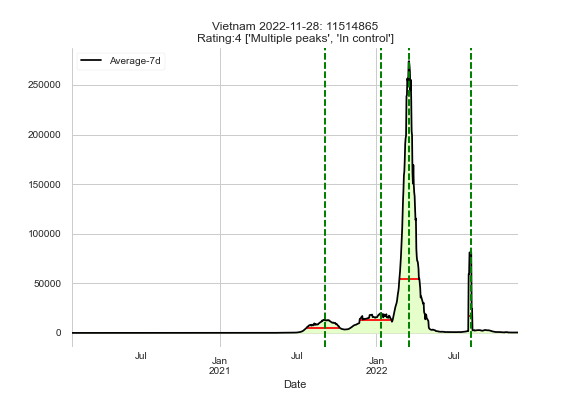 Vietnam 2022-11-28: 11514865
Rating:4 ['Multiple peaks', 'In control']
Average-7d
250000
200000
150000
100000
50000
0
Jul
Jan
2021
Jul
Jan
2022
Jul
Date